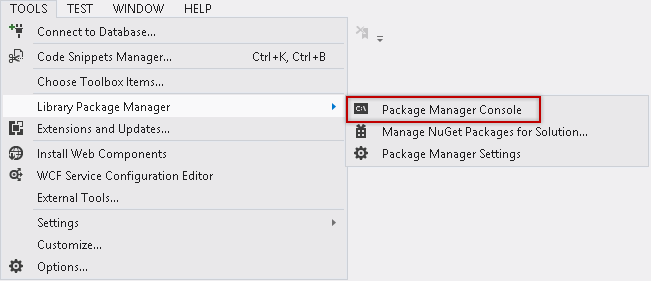 TOOLS TEST WINDOW HELP
Connect to Database...
Code Snippets Manager... Ctrl+K, Ctrl+B
Choose Toolbox Items...
Library Package Manager
Extensions and Updates...
Install Web Components
WCF Service Configuration Editor
External Tools...
Settings
Customize...
Options...
C:\ Package Manager Console
Manage NuGet Packages for Solution...
Package Manager Settings